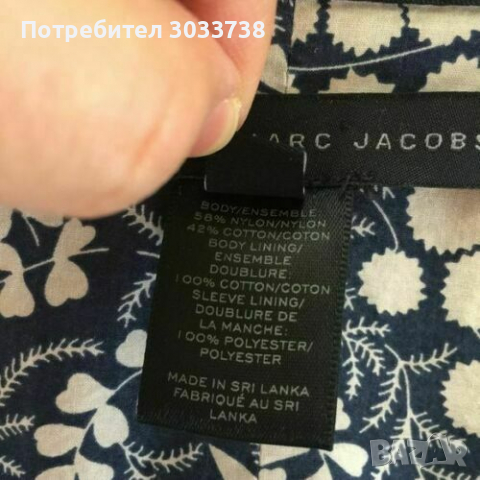 Потребител 3033738
MARC JACOBS
BODY/ENSEMBLE
58% NYLON/NYLON
42% COTTON/COTON
BODY LINING/
ENSEMBLE
DOUBLURE:
100% COTTON/COTON
SLEEVE LINING/
DOUBLURE DE
LA MANCHE:
100% POLYESTER/
POLYESTER
MADE IN SRI LANKA
FABRIQUÉ AU SRI
LANKA
BAZAR